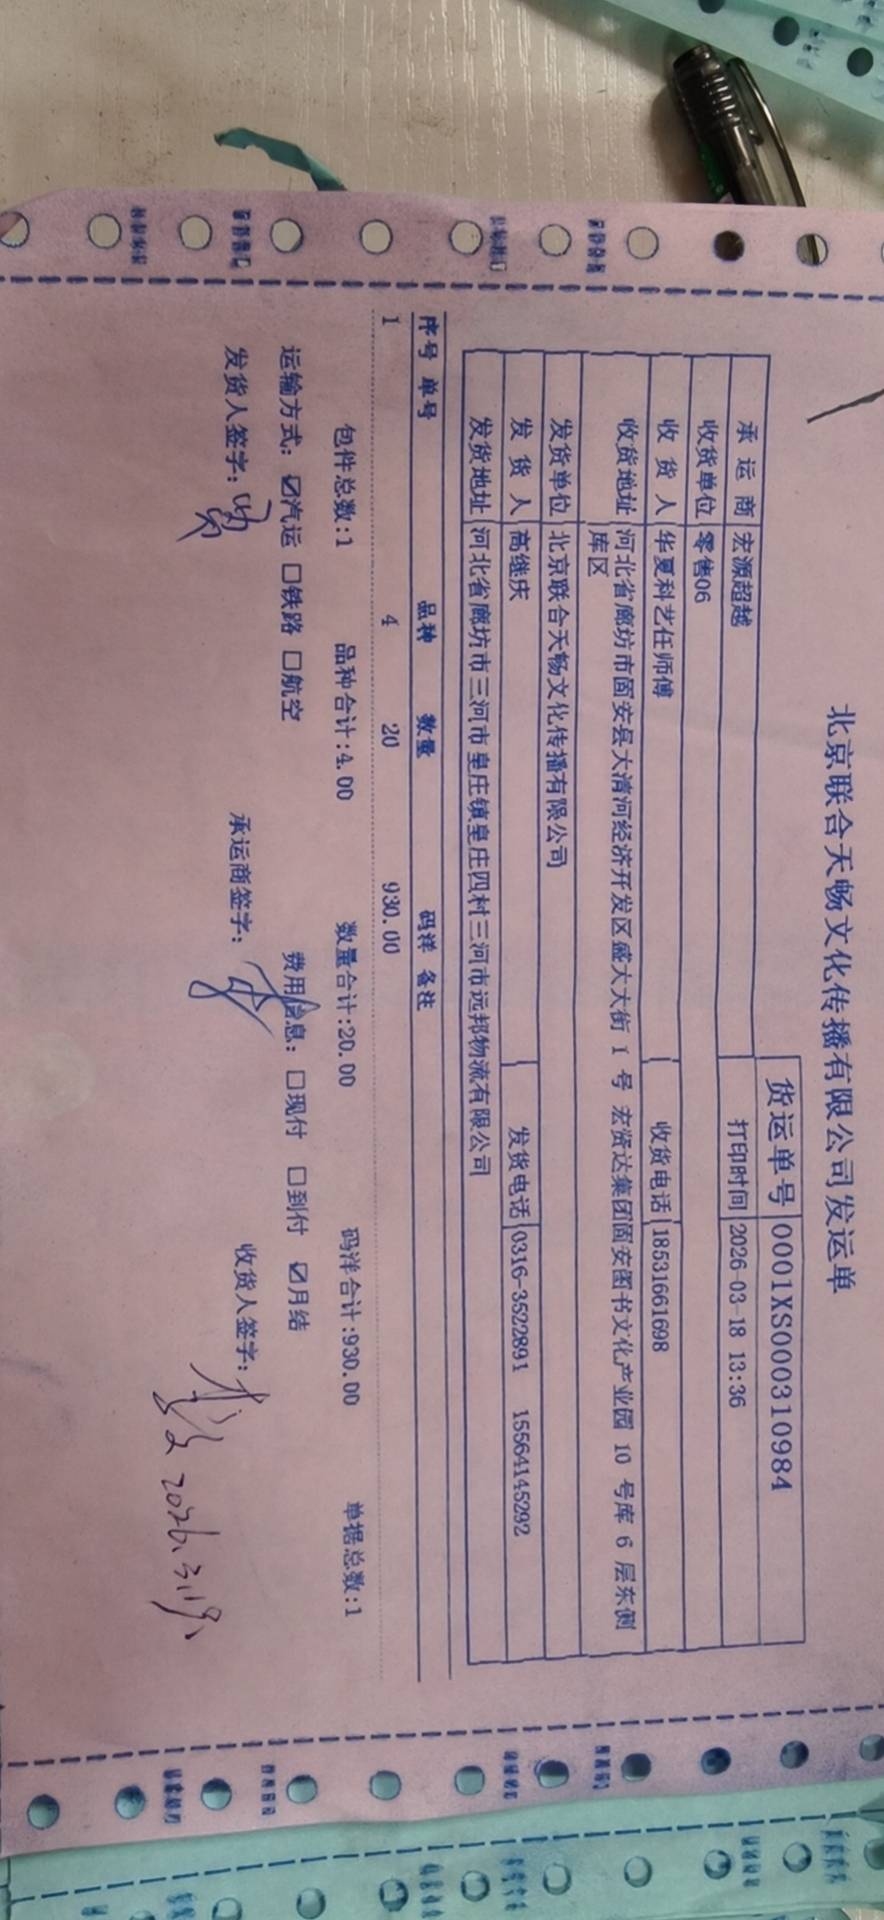 北京联合天畅文化传播有限公司发运单
货运单号 0001XS000310984
承运商 宏源超越 打印时间 2026-03-18 13:36
收货单位 零售06
收货人 华夏科艺任师傅 收货电话 18531661698
收货地址 河北省廊坊市固安县大清河经济开发区盛大大街 1 号 宏贤达集团固安图书文化产业园 10 号库 6 层东侧
库区
发货单位 北京联合天畅文化传播有限公司
发货人 高继庆 发货电话 0316-3522891 15564145292
发货地址 河北省廊坊市三河市皇庄镇皇庄四村三河市远邦物流有限公司
序号 单号 品种 数量 码洋 备注
1 4 20 930.00
包件总数:1 品种合计:4.00 数量合计:20.00 码洋合计:930.00 单据总数:1
运输方式: ☑汽运 □铁路 □航空 费用信息: □现付 □到付 ☑月结
发货人签字: 承运商签字: 收货人签字: